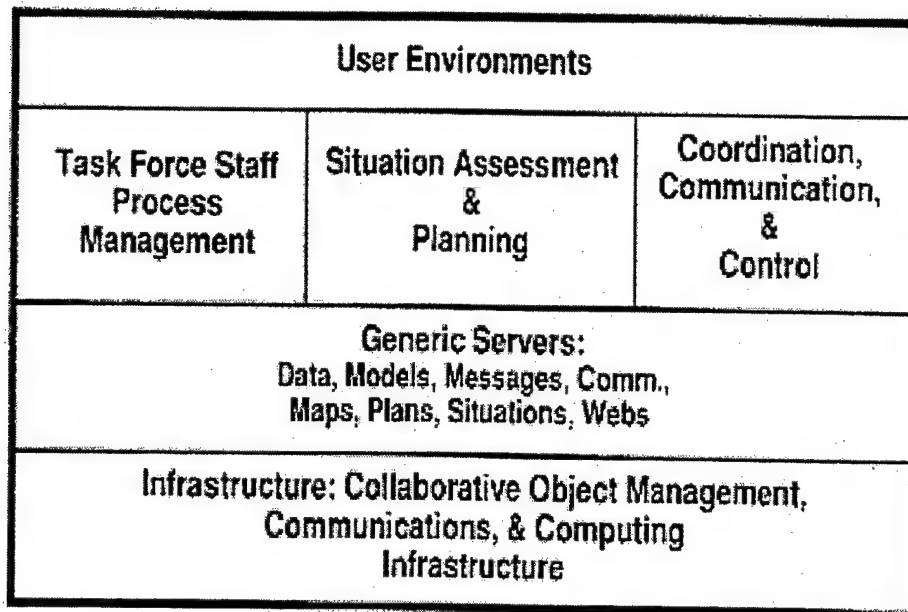 User Environments
Task Force Staff
Process
Management
Situation Assessment
&
Planning
Coordination,
Communication,
&
Control
Generic Servers:
Data, Models, Messages, Comm.,
Maps, Plans, Situations, Webs
Infrastructure: Collaborative Object Management,
Communications, & Computing
Infrastructure